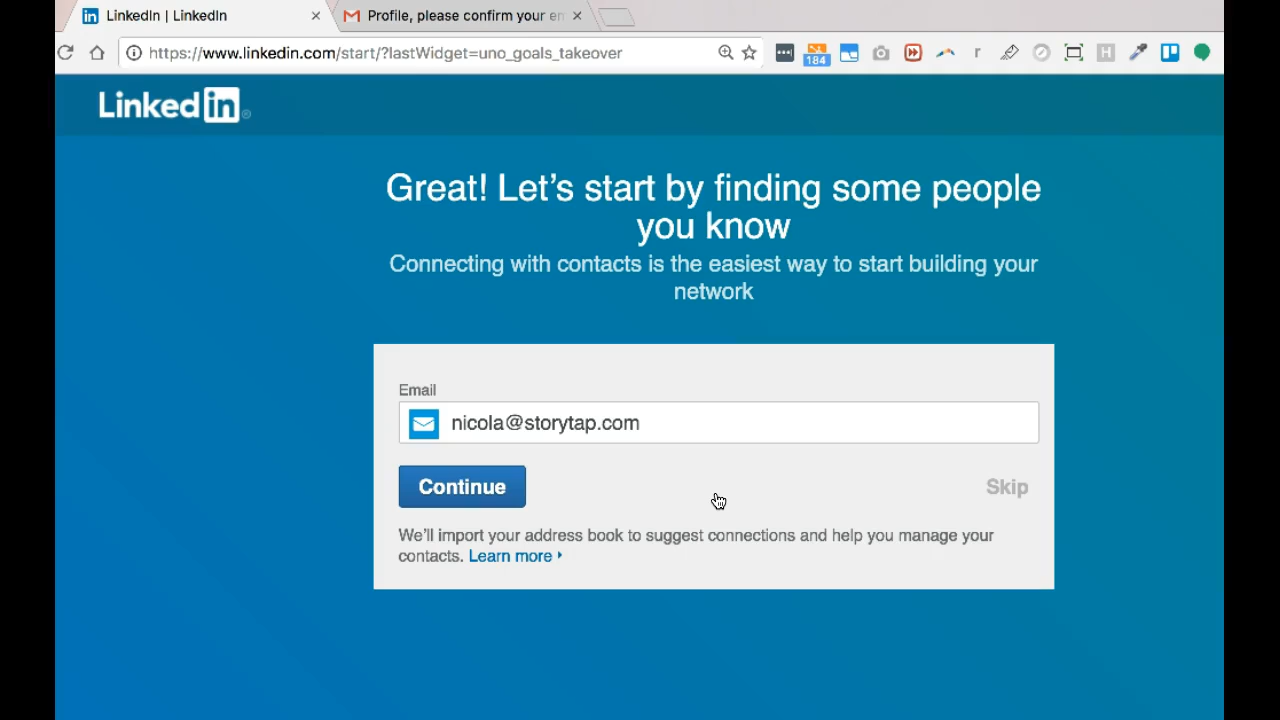 LinkedIn | LinkedIn
Profile, please confirm your em
https://www.linkedin.com/start/?lastWidget=uno_goals_takeover
184
r
H
Linked in
Great! Let's start by finding some people
you know
Connecting with contacts is the easiest way to start building your
network
Email
nicola@storytap.com
Continue
Skip
We'll import your address book to suggest connections and help you manage your
contacts. Learn more